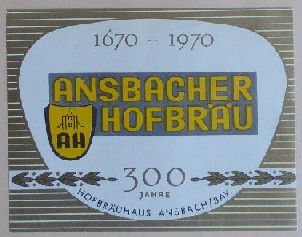 1670 - 1970
ANSBACHER
HOFBRÄU
AH
300
JAHRE
HOFBRÄUHAUS ANSBACH/BAY.